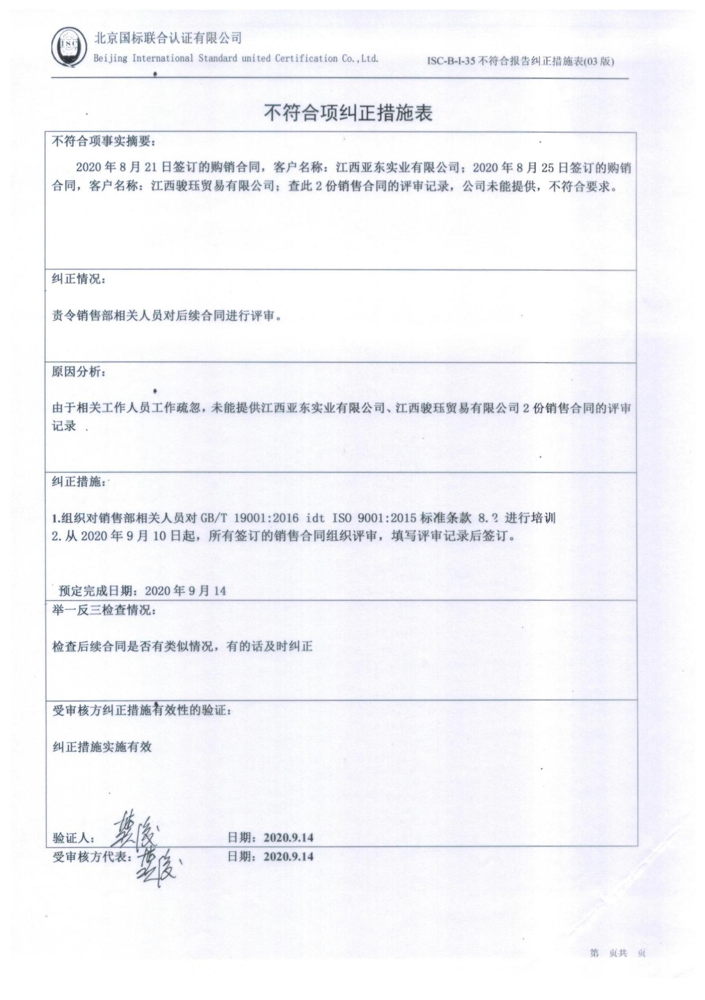 ISC
北京国标联合认证有限公司
Beijing International Standard united Certification Co.,Ltd.
ISC-B-I-35 不符合报告纠正措施表(03 版)
不符合项纠正措施表
不符合项事实摘要：
2020 年 8 月 21 日签订的购销合同，客户名称：江西亚东实业有限公司；2020 年 8 月 25 日签订的购销
合同，客户名称：江西骏珏贸易有限公司；查此 2 份销售合同的评审记录，公司未能提供，不符合要求。
纠正情况：
责令销售部相关人员对后续合同进行评审。
原因分析：
由于相关工作人员工作疏忽，未能提供江西亚东实业有限公司、江西骏珏贸易有限公司 2 份销售合同的评审
记录
纠正措施：
1.组织对销售部相关人员对 GB/T 19001:2016 idt ISO 9001:2015 标准条款 8.2 进行培训
2. 从 2020 年 9 月 10 日起，所有签订的销售合同组织评审，填写评审记录后签订。
预定完成日期：2020 年 9 月 14
举一反三检查情况：
检查后续合同是否有类似情况，有的话及时纠正
受审核方纠正措施有效性的验证：
纠正措施实施有效
验证人： 日期：2020.9.14
受审核方代表： 日期：2020.9.14
第 页共 页